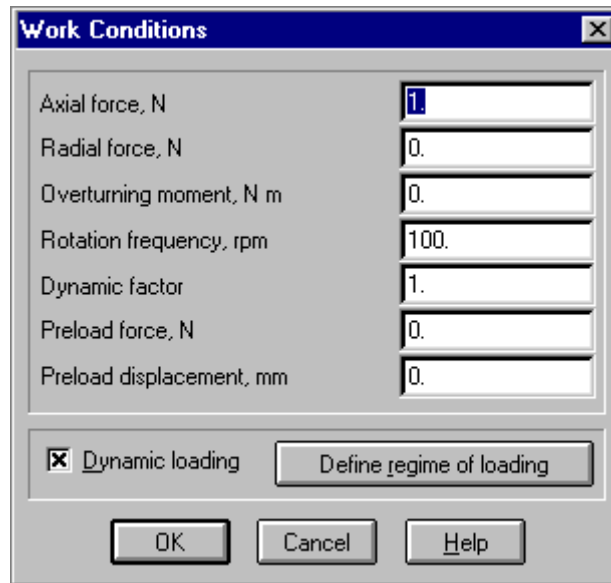 Work Conditions
Axial force, N 1.
Radial force, N 0.
Overturning moment, N m 0.
Rotation frequency, rpm 100.
Dynamic factor 1.
Preload force, N 0.
Preload displacement, mm 0.
Dynamic loading Define regime of loading
OK Cancel Help